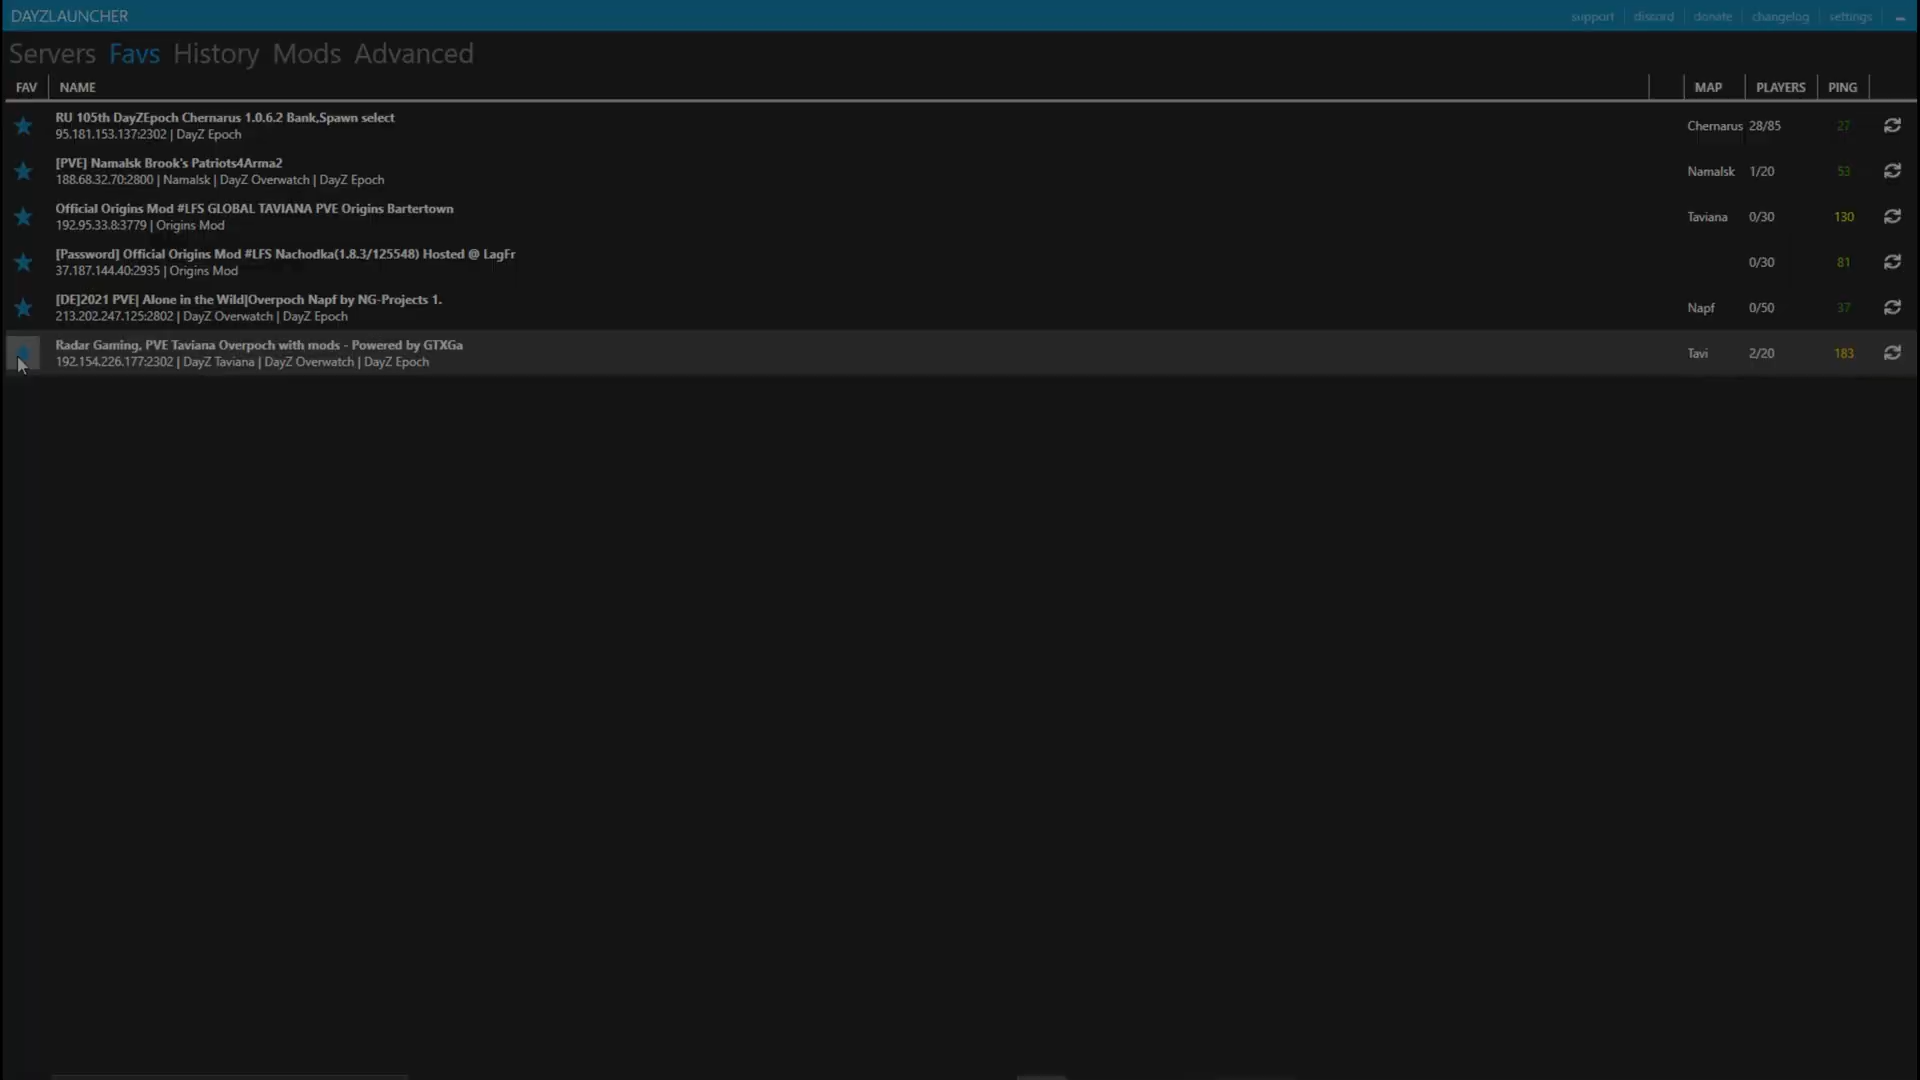 DAYZLAUNCHER
support discord donate changelog settings
Servers Favs History Mods Advanced
FAV NAME MAP PLAYERS PING
RU 105th DayZEpoch Chernarus 1.0.6.2 Bank,Spawn select
95.181.153.137:2302 | DayZ Epoch
Chernarus 28/85 27
[PVE] Namalsk Brook's Patriots4Arma2
188.68.32.70:2800 | Namalsk | DayZ Overwatch | DayZ Epoch
Namalsk 1/20 53
Official Origins Mod #LFS GLOBAL TAVIANA PVE Origins Bartertown
192.95.33.8:3779 | Origins Mod
Taviana 0/30 130
[Password] Official Origins Mod #LFS Nachodka(1.8.3/125548) Hosted @ LagFr
37.187.144.40:2935 | Origins Mod
0/30 81
[DE]2021 PVE| Alone in the Wild|Overpoch Napf by NG-Projects 1.
213.202.247.125:2802 | DayZ Overwatch | DayZ Epoch
Napf 0/50 37
Radar Gaming, PVE Taviana Overpoch with mods - Powered by GTXGa
192.154.226.177:2302 | DayZ Taviana | DayZ Overwatch | DayZ Epoch
Tavi 2/20 183